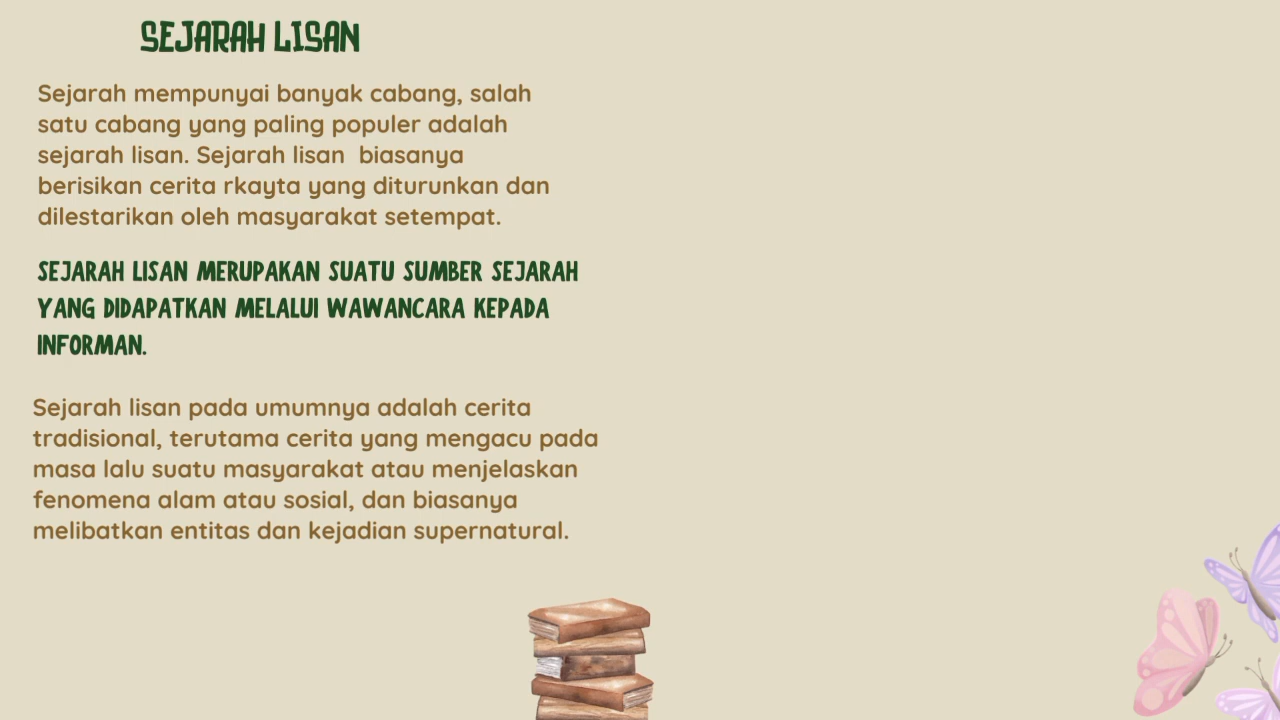 SEJARAH LISAN
Sejarah mempunyai banyak cabang, salah
satu cabang yang paling populer adalah
sejarah lisan. Sejarah lisan  biasanya
berisikan cerita rkayta yang diturunkan dan
dilestarikan oleh masyarakat setempat.
SEJARAH LISAN MERUPAKAN SUATU SUMBER SEJARAH
YANG DIDAPATKAN MELALUI WAWANCARA KEPADA
INFORMAN.
Sejarah lisan pada umumnya adalah cerita
tradisional, terutama cerita yang mengacu pada
masa lalu suatu masyarakat atau menjelaskan
fenomena alam atau sosial, dan biasanya
melibatkan entitas dan kejadian supernatural.